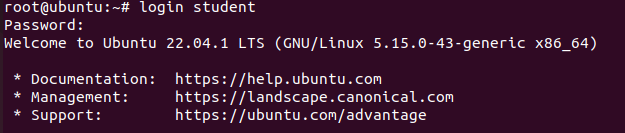 root@ubuntu:~# login student
Password:
Welcome to Ubuntu 22.04.1 LTS (GNU/Linux 5.15.0-43-generic x86_64)
* Documentation: https://help.ubuntu.com
* Management: https://landscape.canonical.com
* Support: https://ubuntu.com/advantage